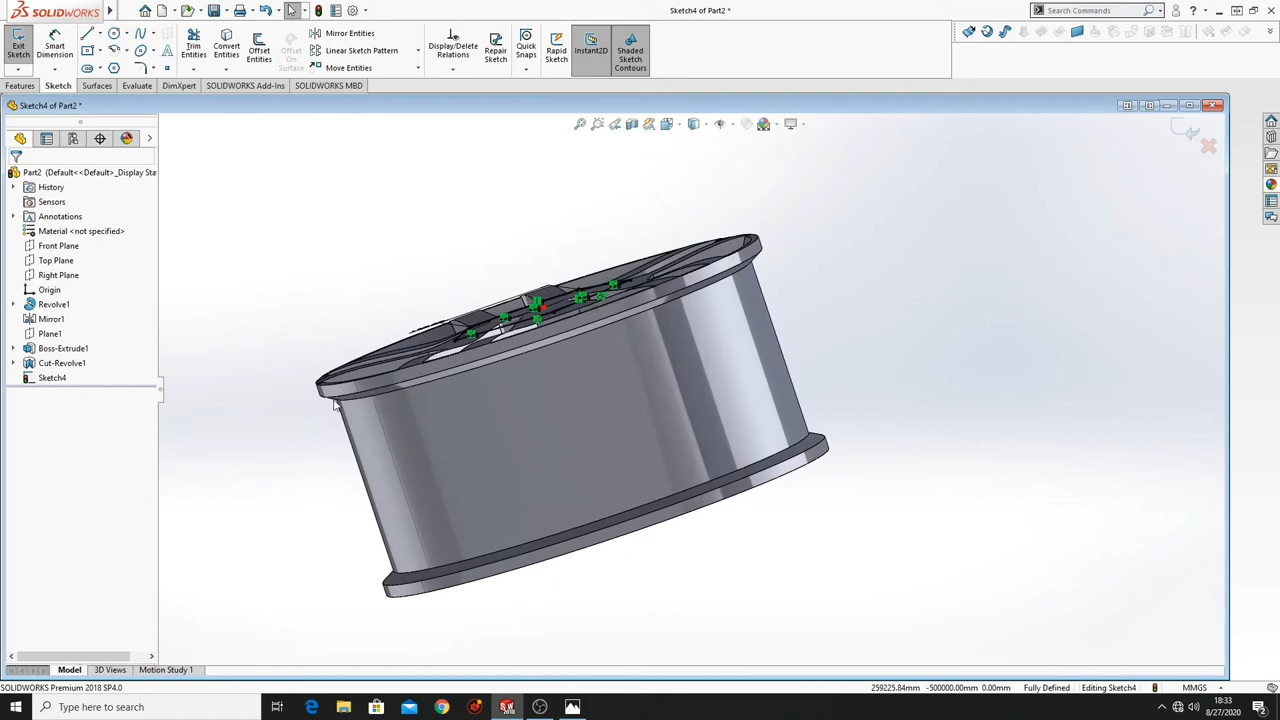 SOLIDWORKS
Sketch4 of Part2 *
Search Commands
Exit Sketch
Smart Dimension
Trim Entities
Convert Entities
Offset Entities
Offset On Surface
Mirror Entities
Linear Sketch Pattern
Move Entities
Display/Delete Relations
Repair Sketch
Quick Snaps
Rapid Sketch
Instant2D
Shaded Sketch Contours
Features
Sketch
Surfaces
Evaluate
DimXpert
SOLIDWORKS Add-Ins
SOLIDWORKS MBD
Sketch4 of Part2 *
Part2 (Default<<Default>_Display Sta
History
Sensors
Annotations
Material <not specified>
Front Plane
Top Plane
Right Plane
Origin
Revolve1
Mirror1
Plane1
Boss-Extrude1
Cut-Revolve1
Sketch4
Model
3D Views
Motion Study 1
SOLIDWORKS Premium 2018 SP4.0
259225.84mm
-500000.00mm
0.00mm
Fully Defined
Editing Sketch4
MMGS
Type here to search
18:33
8/27/2020